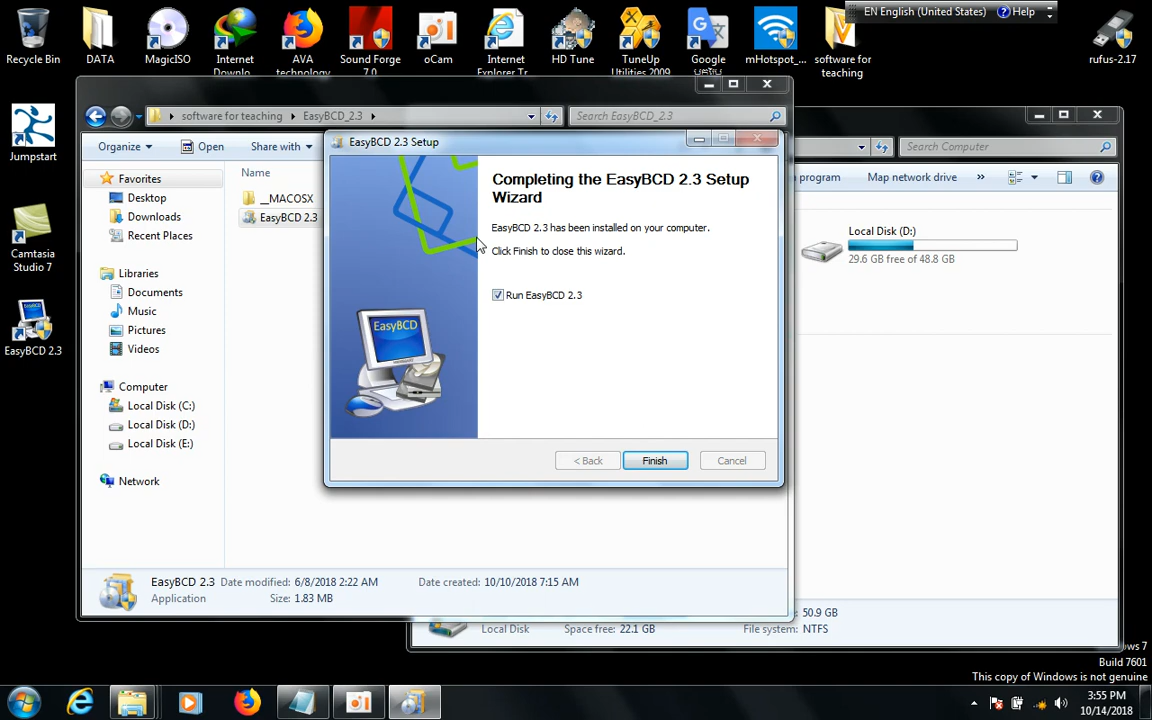 EN English (United States) Help
Recycle Bin
DATA
MagicISO
Internet
Downlo...
AVA
technology
Sound Forge
7.0
oCam
Internet
Explorer Tr...
HD Tune
TuneUp
Utilities 2009
Google
mHotspot_...
software for
teaching
rufus-2.17
Jumpstart
Camtasia
Studio 7
EasyBCD 2.3
software for teaching
EasyBCD_2.3
Search EasyBCD_2.3
Organize
Open
Share with
Favorites
Desktop
Downloads
Recent Places
Libraries
Documents
Music
Pictures
Videos
Computer
Local Disk (C:)
Local Disk (D:)
Local Disk (E:)
Network
Name
__MACOSX
EasyBCD 2.3
EasyBCD 2.3 Date modified: 6/8/2018 2:22 AM Date created: 10/10/2018 7:15 AM
Application Size: 1.83 MB
EasyBCD 2.3 Setup
Completing the EasyBCD 2.3 Setup
Wizard
EasyBCD 2.3 has been installed on your computer.
Click Finish to close this wizard.
Run EasyBCD 2.3
EasyBCD
< Back
Finish
Cancel
Search Computer
program
Map network drive
»
Local Disk (D:)
29.6 GB free of 48.8 GB
50.9 GB
Local Disk Space free: 22.1 GB File system: NTFS
ows 7
Build 7601
This copy of Windows is not genuine
3:55 PM
10/14/2018